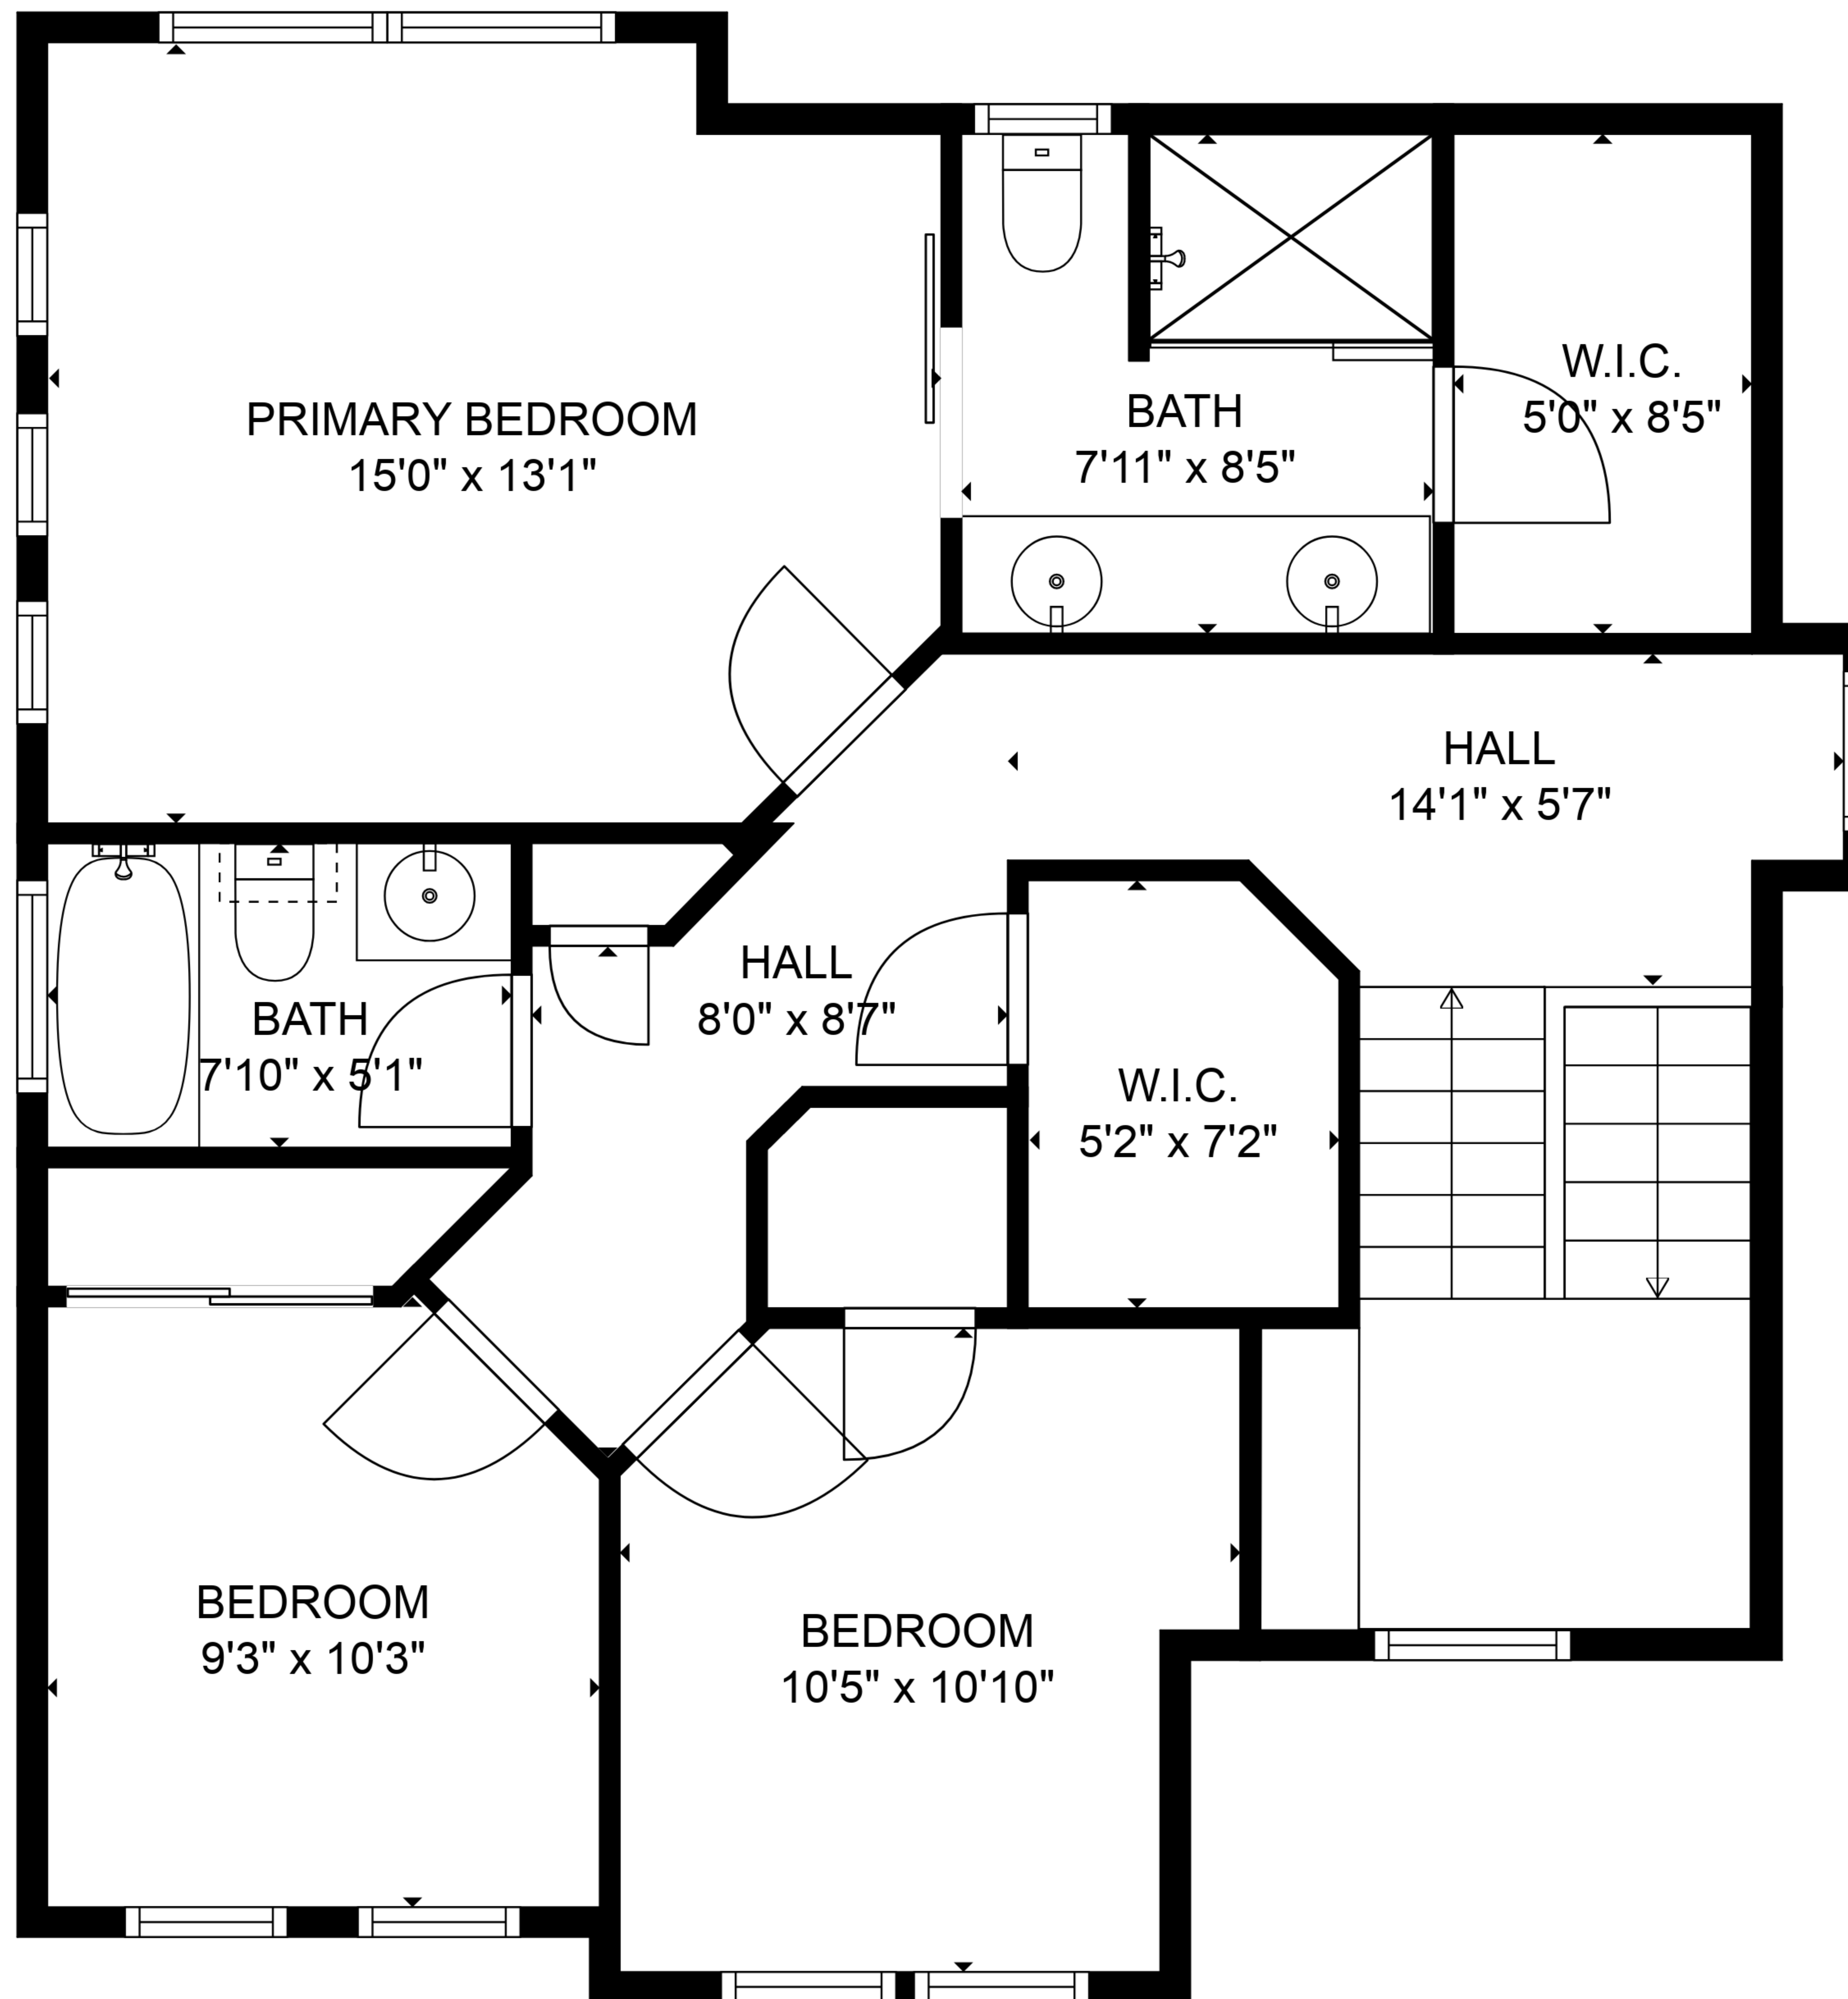 PRIMARY BEDROOM
15'0" x 13'1"
BATH
7'11" x 8'5"
W.I.C.
5'0" x 8'5"
HALL
14'1" x 5'7"
HALL
8'0" x 8'7"
BATH
7'10" x 5'1"
W.I.C.
5'2" x 7'2"
BEDROOM
9'3" x 10'3"
BEDROOM
10'5" x 10'10"